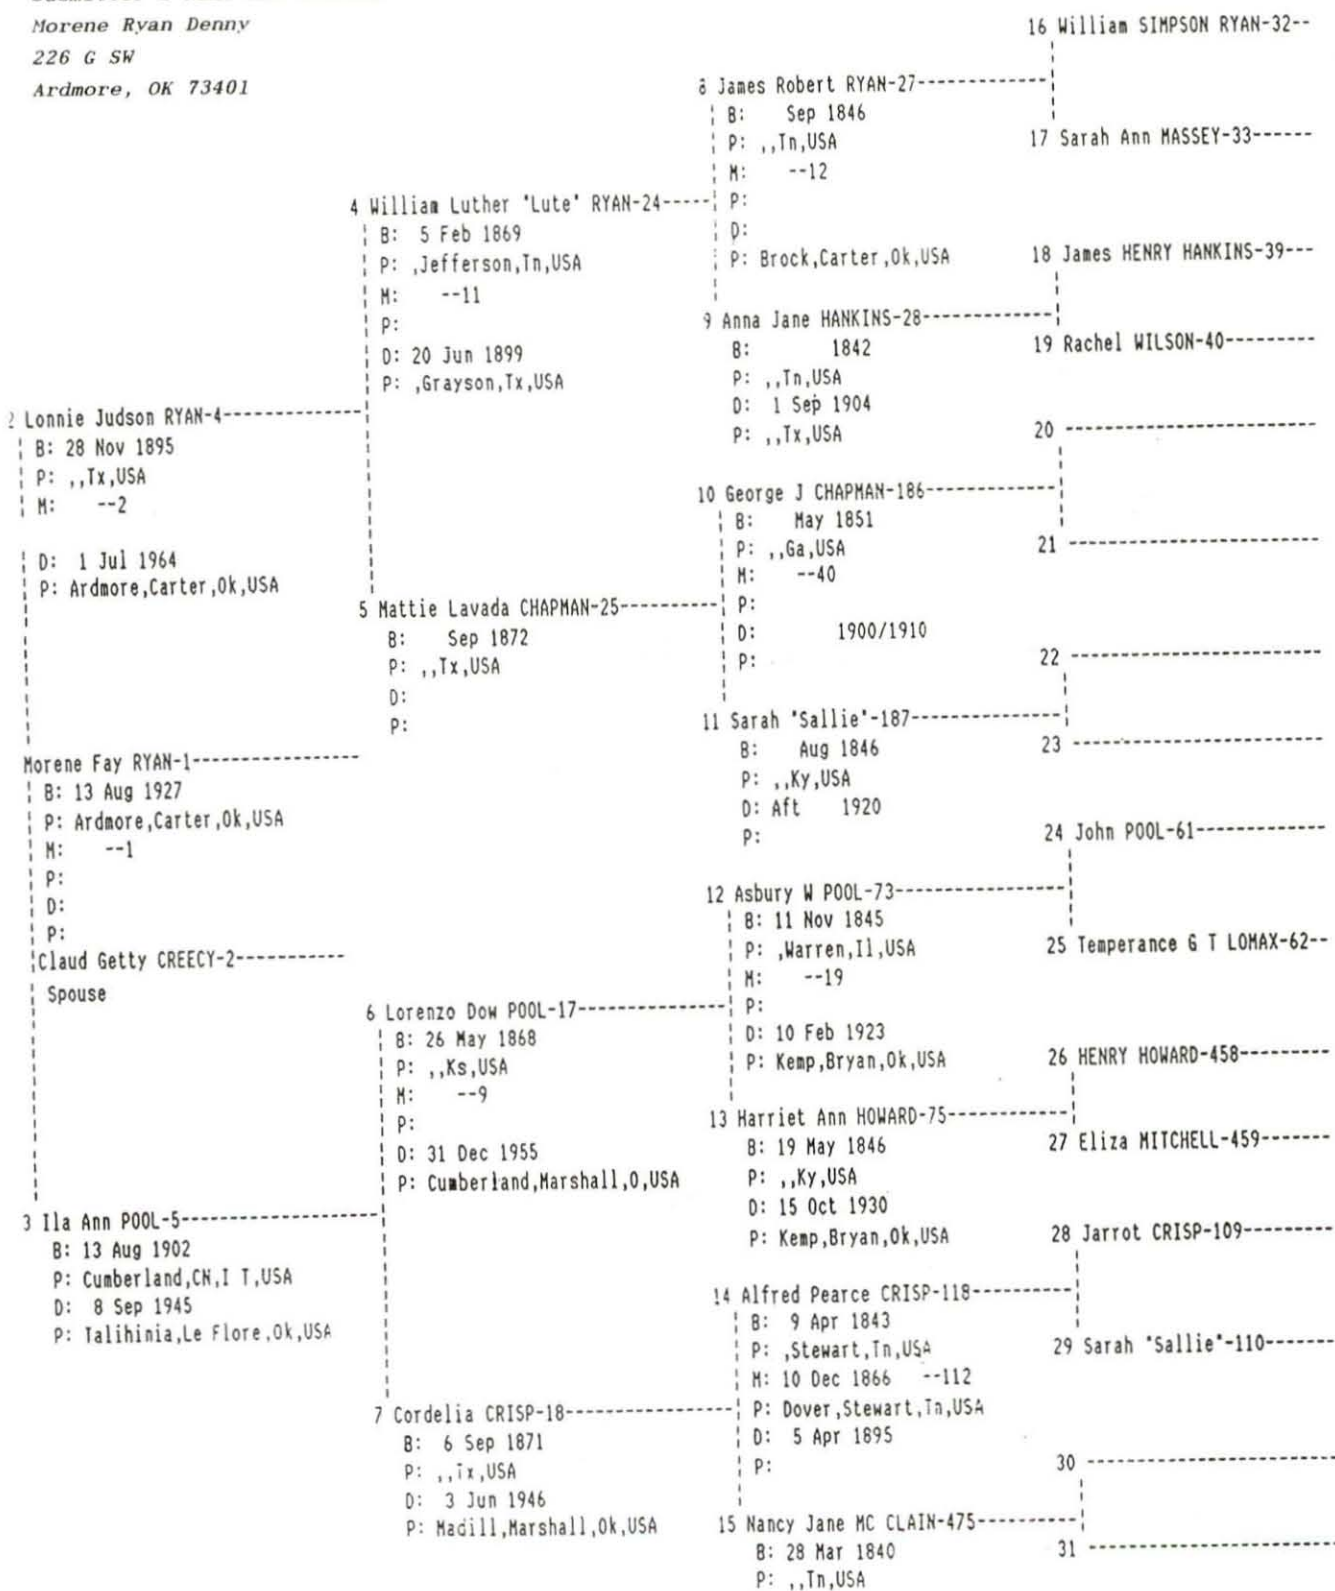 Morene Ryan Denny
226 G SW
Ardmore, OK 73401
16 William SIMPSON RYAN-32--
8 James Robert RYAN-27
B: Sep 1846
P: ,,Tn,USA
M: --12
P:
D:
P: Brock,Carter,Ok,USA
17 Sarah Ann MASSEY-33------
4 William Luther "Lute" RYAN-24-----
B: 5 Feb 1869
P: ,Jefferson,Tn,USA
M: --11
P:
D: 20 Jun 1899
P: ,Grayson,Tx,USA
18 James HENRY HANKINS-39---
9 Anna Jane HANKINS-28-------------
B: 1842
P: ,,Tn,USA
D: 1 Sep 1904
P: ,,Tx,USA
19 Rachel WILSON-40---------
2 Lonnie Judson RYAN-4--------------
B: 28 Nov 1895
P: ,,Tx,USA
M: --2
D: 1 Jul 1964
P: Ardmore,Carter,Ok,USA
20 -------------------------
10 George J CHAPMAN-186-------------
B: May 1851
P: ,,Ga,USA
M: --40
P:
D: 1900/1910
P:
21 -------------------------
5 Mattie Lavada CHAPMAN-25----------
B: Sep 1872
P: ,,Tx,USA
D:
P:
22 -------------------------
11 Sarah "Sallie"-187---------------
B: Aug 1846
P: ,,Ky,USA
D: Aft 1920
P:
23 -------------------------
Morene Fay RYAN-1-----------------
B: 13 Aug 1927
P: Ardmore,Carter,Ok,USA
M: --1
P:
D:
P:
Claud Getty CREECY-2-----------
Spouse
24 John POOL-61-------------
12 Asbury W POOL-73-----------------
B: 11 Nov 1845
P: ,Warren,Il,USA
M: --19
P:
D: 10 Feb 1923
P: Kemp,Bryan,Ok,USA
25 Temperance G T LOMAX-62--
6 Lorenzo Dow POOL-17---------------
B: 26 May 1868
P: ,,Ks,USA
M: --9
P:
D: 31 Dec 1955
P: Cumberland,Marshall,O,USA
26 HENRY HOWARD-458---------
13 Harriet Ann HOWARD-75------------
B: 19 May 1846
P: ,,Ky,USA
D: 15 Oct 1930
P: Kemp,Bryan,Ok,USA
27 Eliza MITCHELL-459-------
3 Ila Ann POOL-5--------------------
B: 13 Aug 1902
P: Cumberland,CN,I T,USA
D: 8 Sep 1945
P: Talihinia,Le Flore,Ok,USA
28 Jarrot CRISP-109---------
14 Alfred Pearce CRISP-118----------
B: 9 Apr 1843
P: ,Stewart,Tn,USA
M: 10 Dec 1866 --112
P: Dover,Stewart,Tn,USA
D: 5 Apr 1895
P:
29 Sarah "Sallie"-110-------
7 Cordelia CRISP-18-----------------
B: 6 Sep 1871
P: ,,Tx,USA
D: 3 Jun 1946
P: Madill,Marshall,Ok,USA
30 -------------------------
15 Nancy Jane MC CLAIN-475----------
B: 28 Mar 1840
P: ,,Tn,USA
31 -------------------------